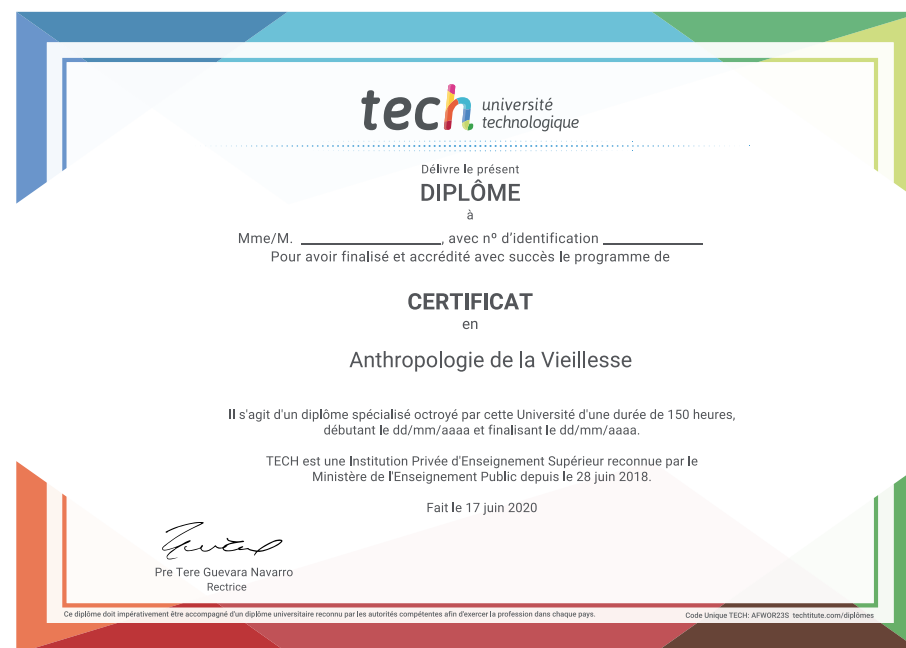 tech université
technologique
Délivre le présent
DIPLÔME
à
Mme/M. ____________________, avec nº d'identification ______________
Pour avoir finalisé et accrédité avec succès le programme de
CERTIFICAT
en
Anthropologie de la Vieillesse
Il s'agit d'un diplôme spécialisé octroyé par cette Université d'une durée de 150 heures,
débutant le dd/mm/aaaa et finalisant le dd/mm/aaaa.
TECH est une Institution Privée d'Enseignement Supérieur reconnue par le
Ministère de l'Enseignement Public depuis le 28 juin 2018.
Fait le 17 juin 2020
Pre Tere Guevara Navarro
Rectrice
Ce diplôme doit impérativement être accompagné d'un diplôme universitaire reconnu par les autorités compétentes afin d'exercer la profession dans chaque pays.
Code Unique TECH: AFWOR23S techtitute.com/diplômes